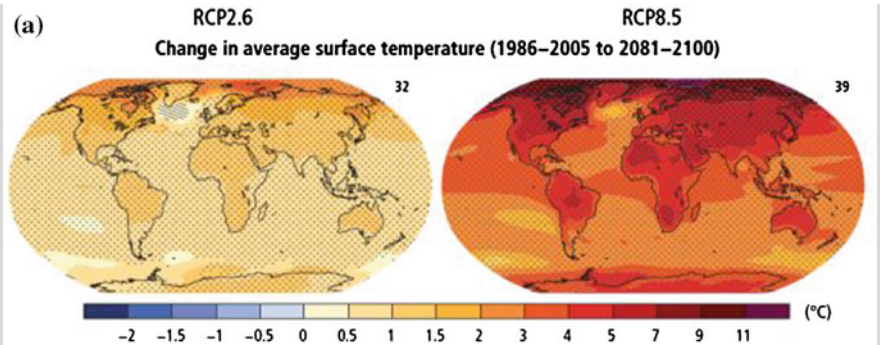 (a) RCP2.6 RCP8.5
Change in average surface temperature (1986–2005 to 2081–2100)
32 39
(°C)
−2 −1.5 −1 −0.5 0 0.5 1 1.5 2 3 4 5 7 9 11